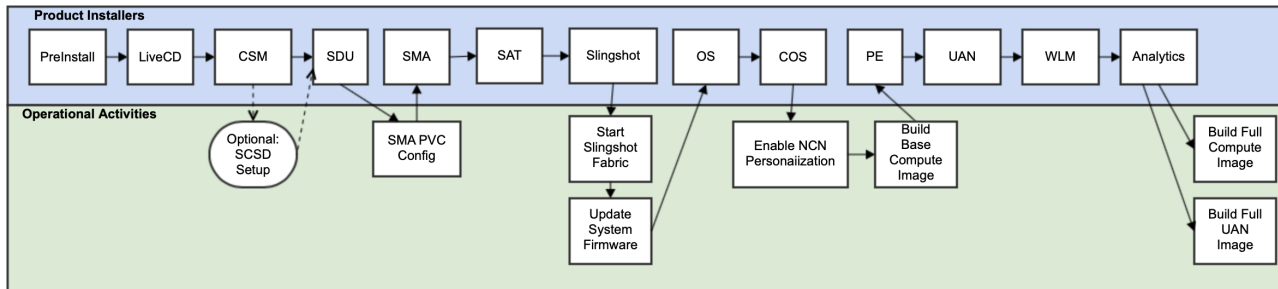 Product Installers
PreInstall
LiveCD
CSM
SDU
SMA
SAT
Slingshot
OS
COS
PE
UAN
WLM
Analytics
Operational Activities
Optional:
SCSD
Setup
SMA PVC
Config
Start
Slingshot
Fabric
Update
System
Firmware
Enable NCN
Personaiization
Build
Base
Compute
Image
Build Full
Compute
Image
Build Full
UAN
Image